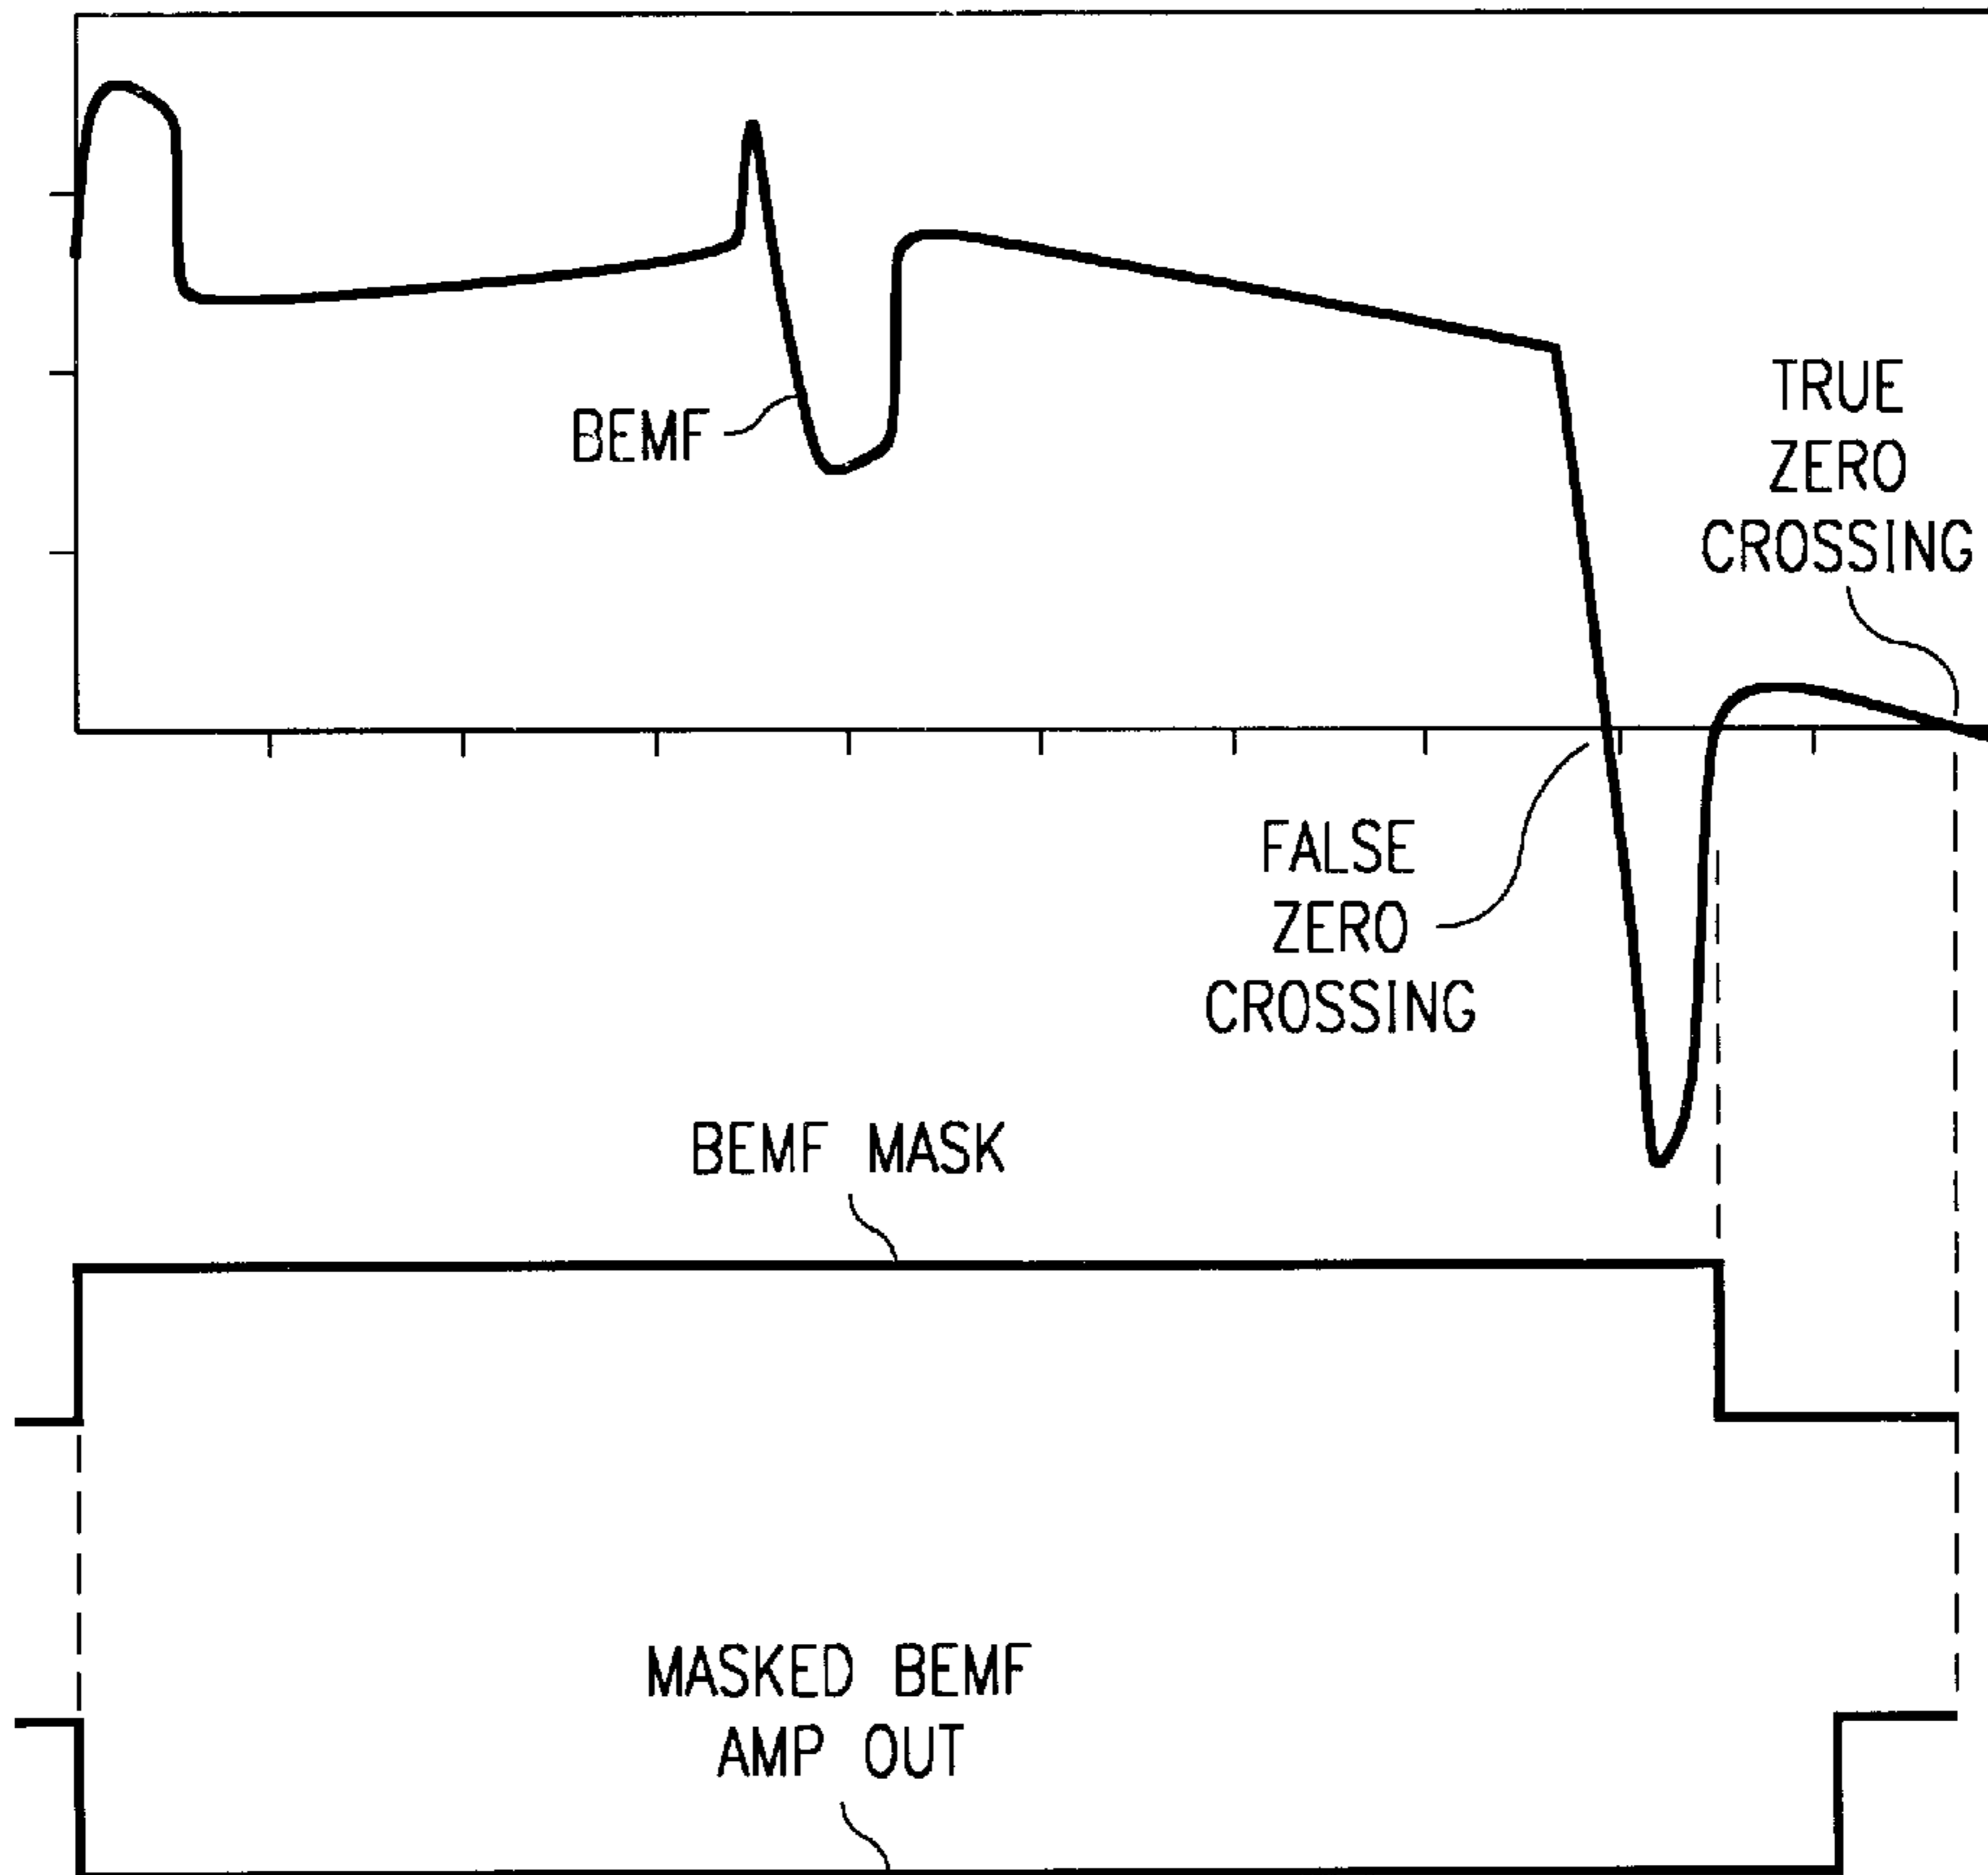 BEMF
TRUE
ZERO
CROSSING
FALSE
ZERO
CROSSING
BEMF MASK
MASKED BEMF
AMP OUT